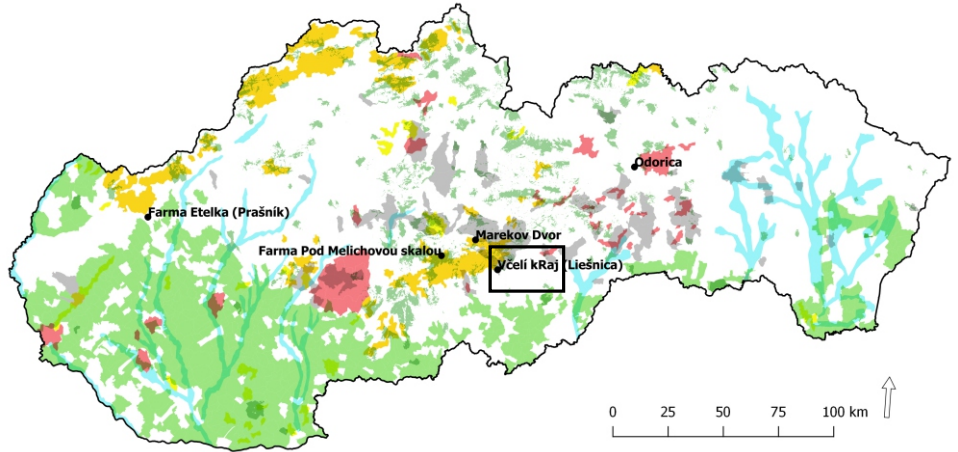 Odorica
Farma Etelka (Prašník)
Marekov Dvor
Farma Pod Melichovou skalou
Včelí kRaj (Liešnica)
0 25 50 75 100 km